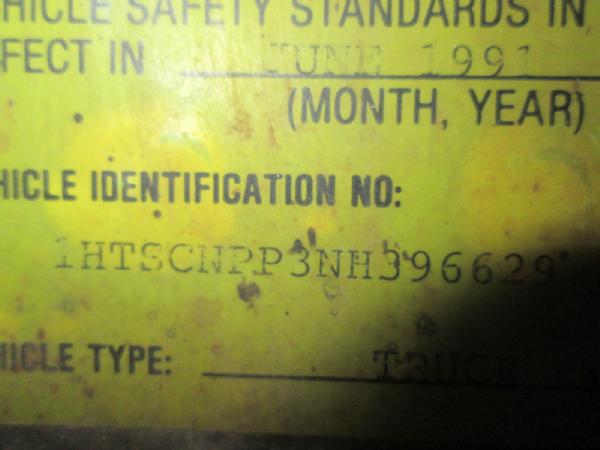 HICLE SAFETY STANDARDS IN
FECT IN JUNE 1991
(MONTH, YEAR)
HICLE IDENTIFICATION NO:
1HTSCNPP3NH396629
HICLE TYPE: TRUCK